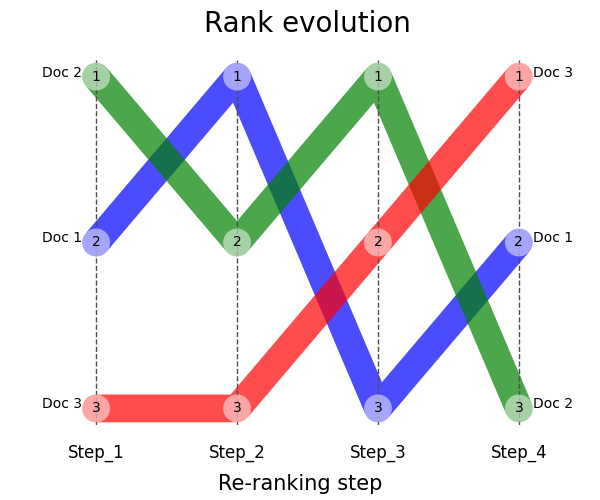 Rank evolution
Doc 2 1 1 1 1 Doc 3
Doc 1 2 2 2 2 Doc 1
Doc 3 3 3 3 3 Doc 2
Step_1 Step_2 Step_3 Step_4
Re-ranking step